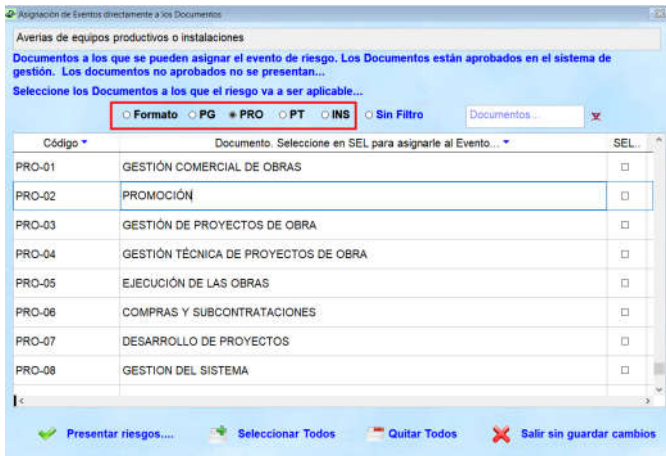 Asignación de Eventos directamente a los Documentos
Averias de equipos productivos o instalaciones
Documentos a los que se pueden asignar el evento de riesgo. Los Documentos están aprobados en el sistema de
gestión. Los documentos no aprobados no se presentan...
Seleccione los Documentos a los que el riesgo va a ser aplicable...
Formato PG PRO PT INS Sin Filtro Documentos...
Código Documento. Seleccione en SEL para asignarle al Evento... SEL..
PRO-01 GESTIÓN COMERCIAL DE OBRAS
PRO-02 PROMOCIÓN
PRO-03 GESTIÓN DE PROYECTOS DE OBRA
PRO-04 GESTIÓN TÉCNICA DE PROYECTOS DE OBRA
PRO-05 EJECUCIÓN DE LAS OBRAS
PRO-06 COMPRAS Y SUBCONTRATACIONES
PRO-07 DESARROLLO DE PROYECTOS
PRO-08 GESTION DEL SISTEMA
Presentar riesgos.... Seleccionar Todos Quitar Todos Salir sin guardar cambios